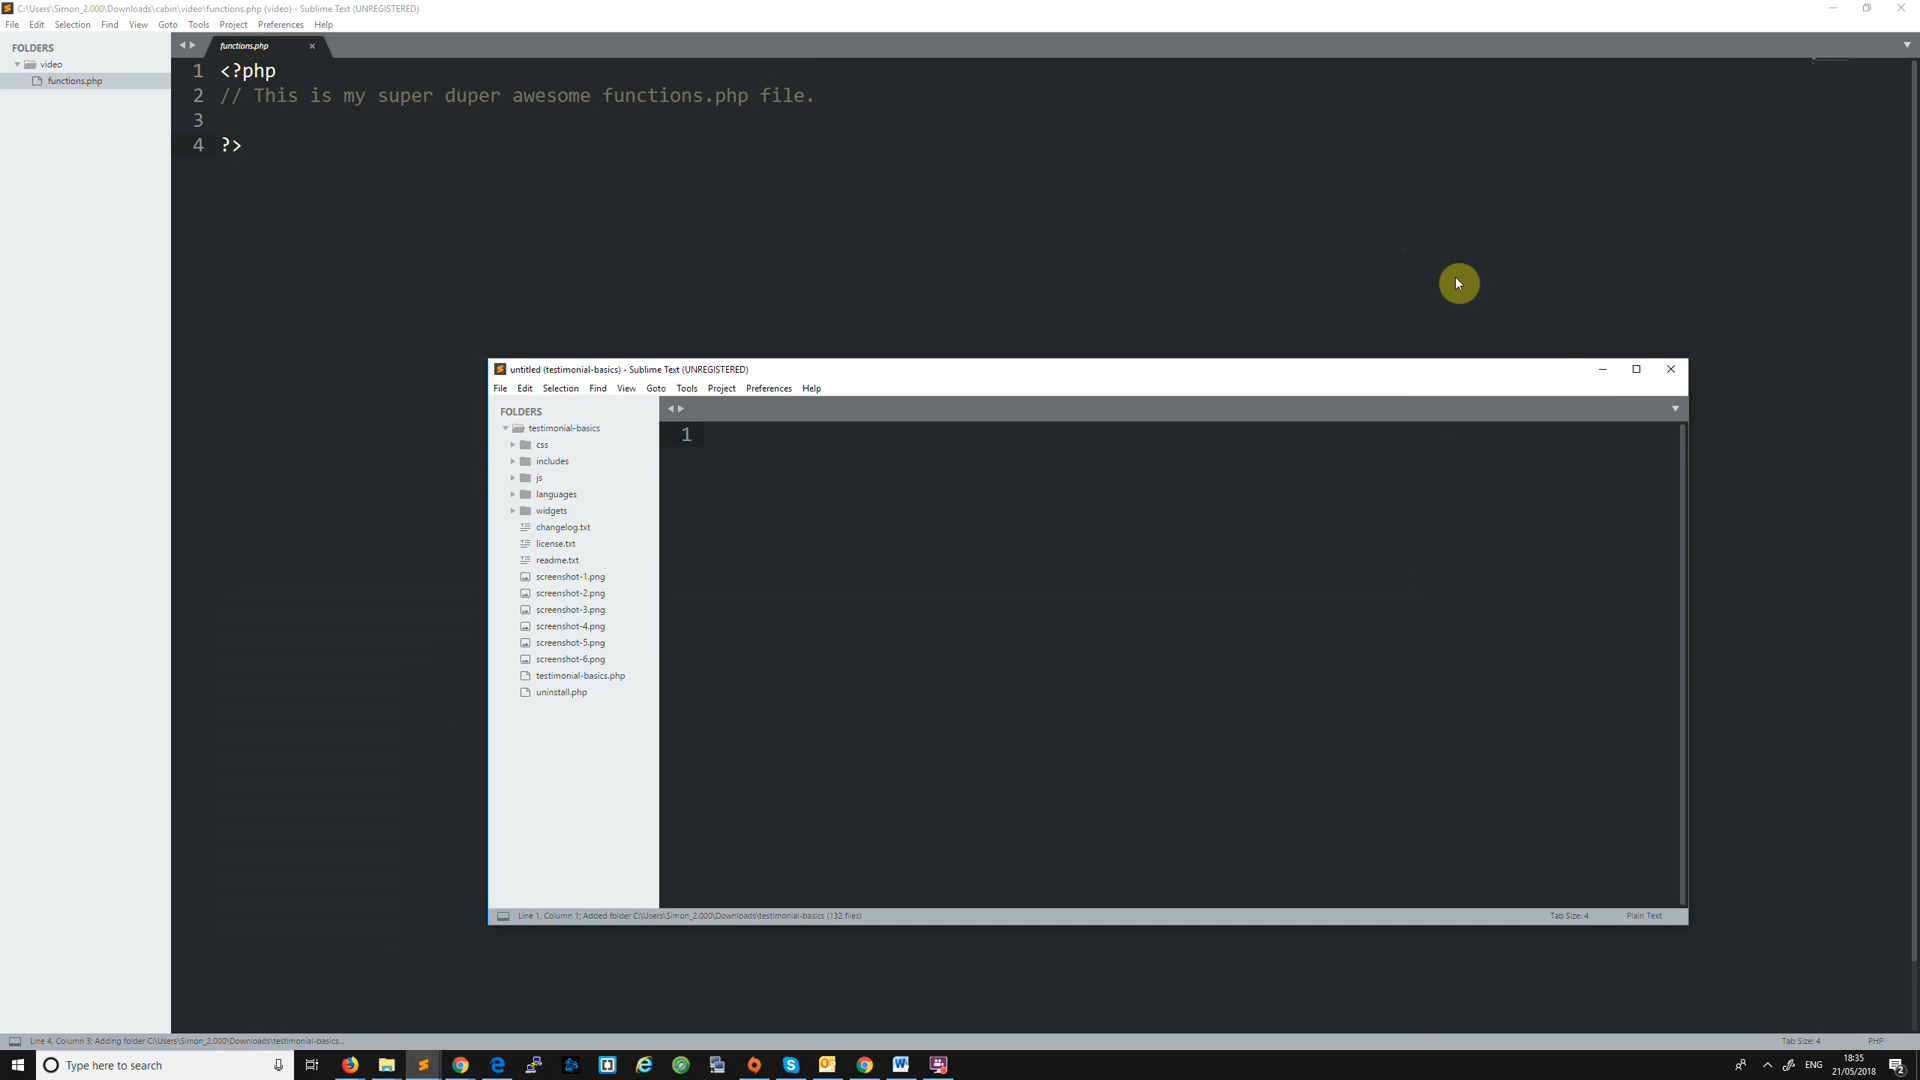 C:\Users\Simon_2.000\Downloads\cabin\video\functions.php (video) - Sublime Text (UNREGISTERED)
File Edit Selection Find View Goto Tools Project Preferences Help
FOLDERS
video
functions.php
functions.php
1 <?php
2 // This is my super duper awesome functions.php file.
3
4 ?>
untitled (testimonial-basics) - Sublime Text (UNREGISTERED)
File Edit Selection Find View Goto Tools Project Preferences Help
FOLDERS
testimonial-basics
css
includes
js
languages
widgets
changelog.txt
license.txt
readme.txt
screenshot-1.png
screenshot-2.png
screenshot-3.png
screenshot-4.png
screenshot-5.png
screenshot-6.png
testimonial-basics.php
uninstall.php
1
Line 1, Column 1; Added folder C:\Users\Simon_2.000\Downloads\testimonial-basics (132 files)
Tab Size: 4 Plain Text
Line 4, Column 3; Adding folder C:\Users\Simon_2.000\Downloads\testimonial-basics...
Tab Size: 4 PHP
Type here to search
ENG
18:35
21/05/2018
2